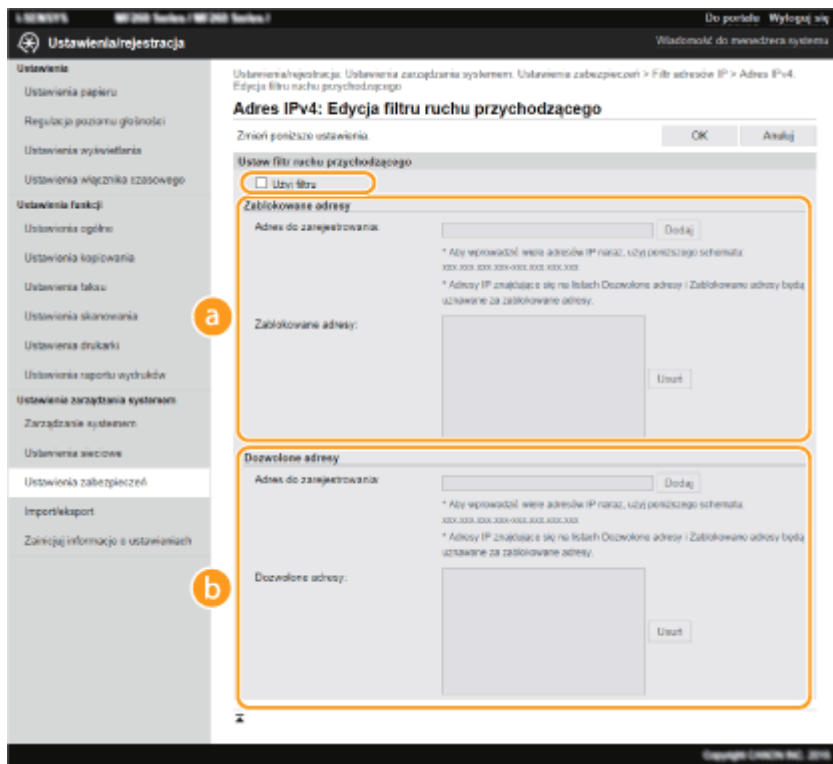 Do portalu Wyloguj się
Ustawienia/rejestracja
Wiadomość do menedżera systemu
Ustawienia
Ustawienia papieru
Regulacja poziomu głośności
Ustawienia wyświetlania
Ustawienia włącznika czasowego
Ustawienia funkcji
Ustawienia ogólne
Ustawienia kopiowania
Ustawienia faksu
Ustawienia skanowania
Ustawienia drukarki
Ustawienia raportu wydruków
Ustawienia zarządzania systemem
Zarządzanie systemem
Ustawienia sieciowe
Ustawienia zabezpieczeń
Import/eksport
Zainicjuj informacje o ustawieniach
Ustawienia/rejestracja: Ustawienia zarządzania systemem: Ustawienia zabezpieczeń > Filtr adresów IP > Adres IPv4:
Edycja filtru ruchu przychodzącego
Adres IPv4: Edycja filtru ruchu przychodzącego
Zmień poniższe ustawienia.
OK Anuluj
Ustaw filtr ruchu przychodzącego
Użyj filtru
a
Zablokowane adresy
Adres do zarejestrowania: Dodaj
* Aby wprowadzić wiele adresów IP naraz, użyj poniższego schematu:
xxx.xxx.xxx.xxx-xxx.xxx.xxx.xxx
* Adresy IP znajdujące się na listach Dozwolone adresy i Zablokowane adresy będą
uznawane za zablokowane adresy.
Zablokowane adresy:
Usuń
b
Dozwolone adresy
Adres do zarejestrowania: Dodaj
* Aby wprowadzić wiele adresów IP naraz, użyj poniższego schematu:
xxx.xxx.xxx.xxx-xxx.xxx.xxx.xxx
* Adresy IP znajdujące się na listach Dozwolone adresy i Zablokowane adresy będą
uznawane za zablokowane adresy.
Dozwolone adresy:
Usuń
Copyright CANON INC.